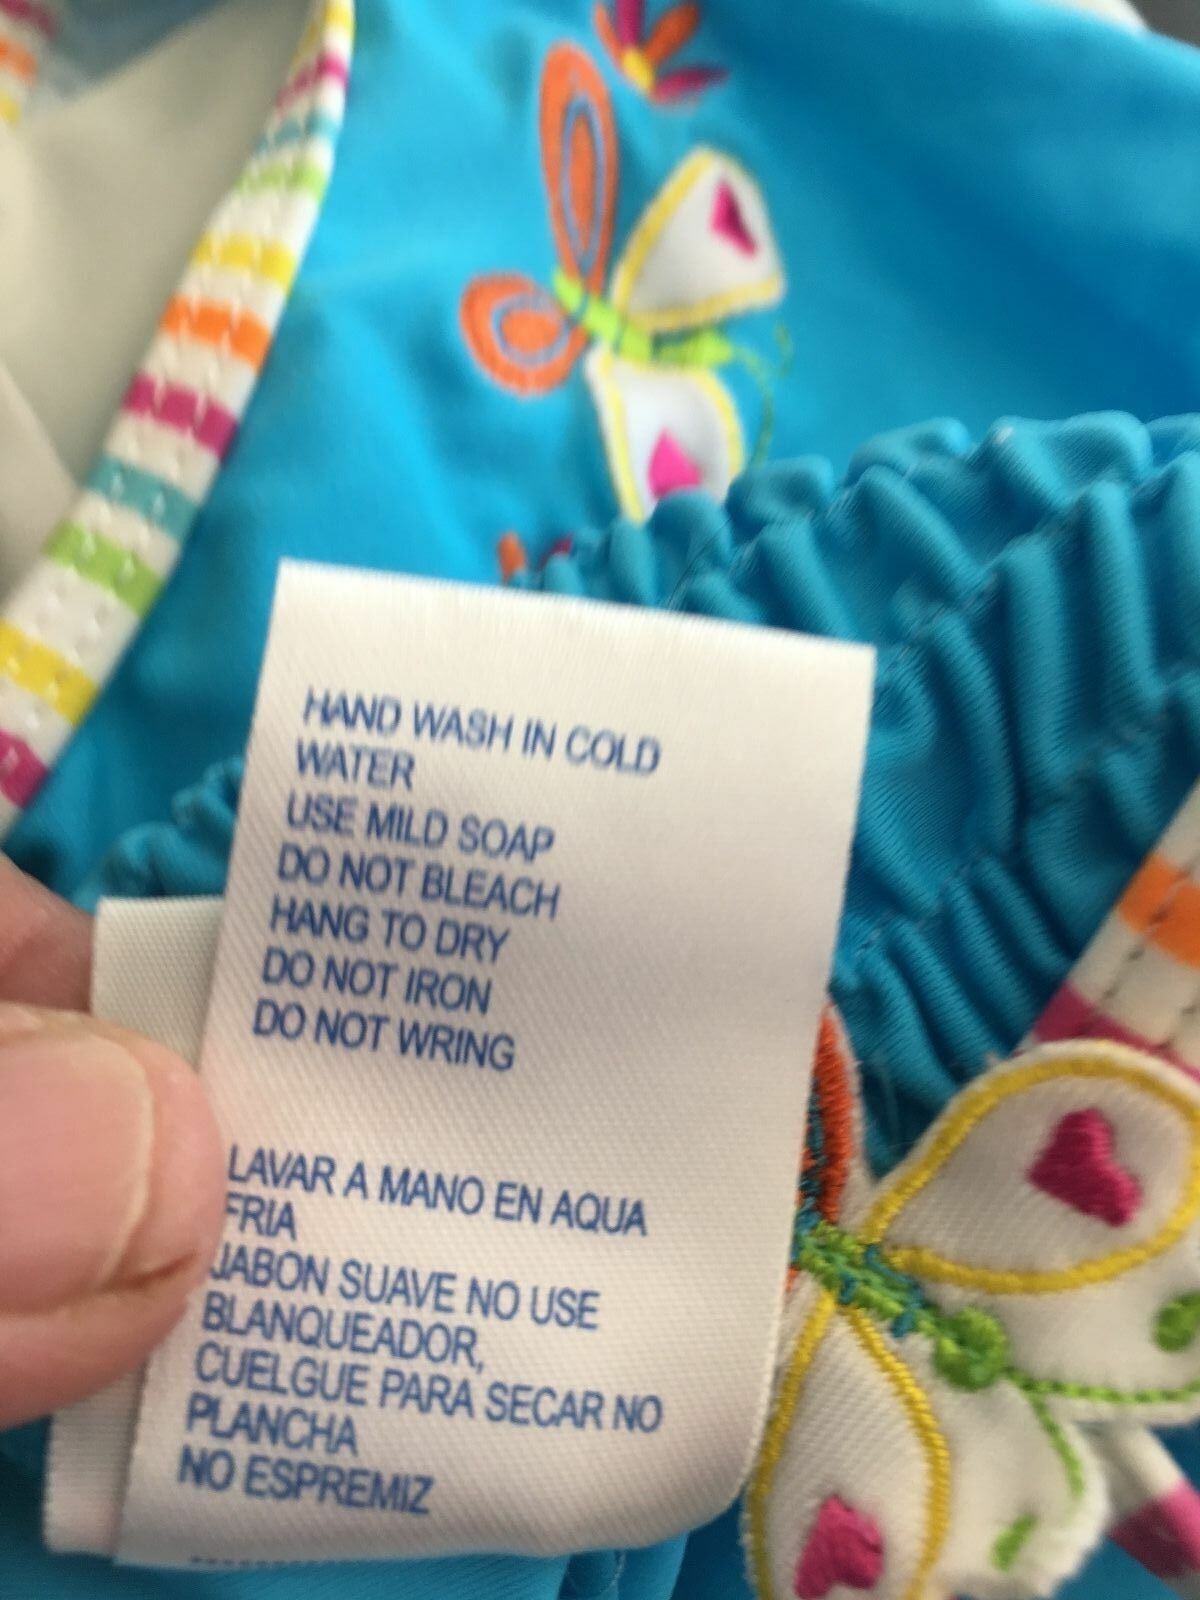 HAND WASH IN COLD
WATER
USE MILD SOAP
DO NOT BLEACH
HANG TO DRY
DO NOT IRON
DO NOT WRING
LAVAR A MANO EN AQUA
FRIA
JABON SUAVE NO USE
BLANQUEADOR,
CUELGUE PARA SECAR NO
PLANCHA
NO ESPREMIZ